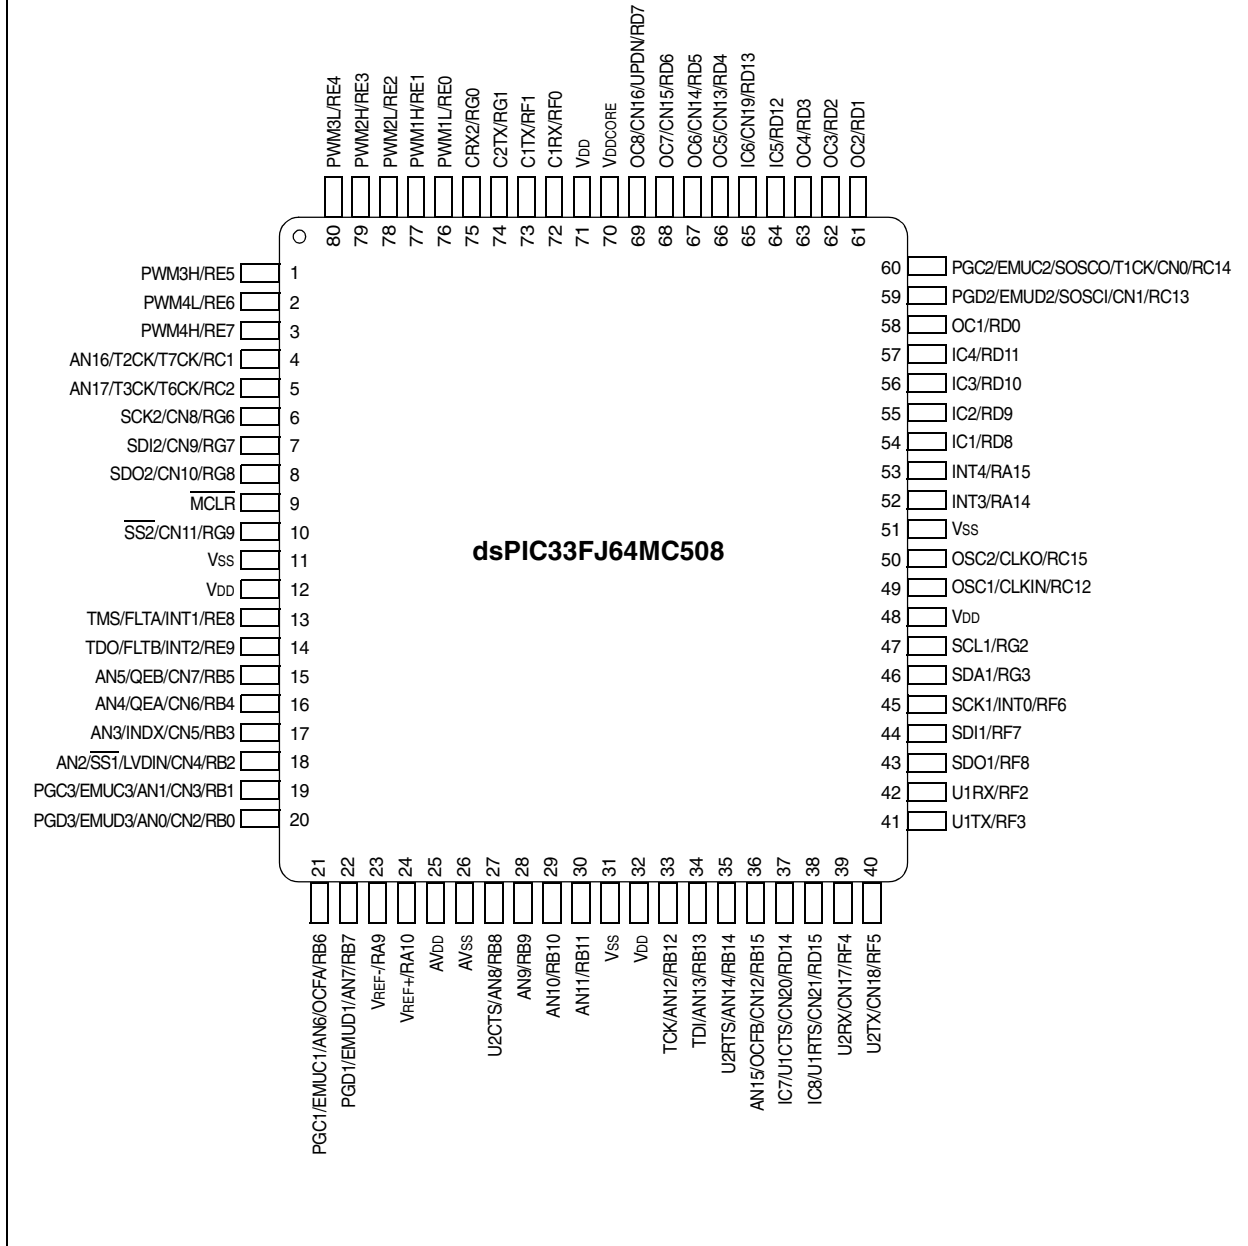 PWM3L/RE4
PWM2H/RE3
PWM2L/RE2
PWM1H/RE1
PWM1L/RE0
CRX2/RG0
C2TX/RG1
C1TX/RF1
C1RX/RF0
VDD
VDDCORE
OC8/CN16/UPDN/RD7
OC7/CN15/RD6
OC6/CN14/RD5
OC5/CN13/RD4
IC6/CN19/RD13
IC5/RD12
OC4/RD3
OC3/RD2
OC2/RD1
80
79
78
77
76
75
74
73
72
71
70
69
68
67
66
65
64
63
62
61
PWM3H/RE5 1
PWM4L/RE6 2
PWM4H/RE7 3
AN16/T2CK/T7CK/RC1 4
AN17/T3CK/T6CK/RC2 5
SCK2/CN8/RG6 6
SDI2/CN9/RG7 7
SDO2/CN10/RG8 8
MCLR 9
SS2/CN11/RG9 10
VSS 11
VDD 12
TMS/FLTA/INT1/RE8 13
TDO/FLTB/INT2/RE9 14
AN5/QEB/CN7/RB5 15
AN4/QEA/CN6/RB4 16
AN3/INDX/CN5/RB3 17
AN2/SS1/LVDIN/CN4/RB2 18
PGC3/EMUC3/AN1/CN3/RB1 19
PGD3/EMUD3/AN0/CN2/RB0 20
dsPIC33FJ64MC508
60 PGC2/EMUC2/SOSCO/T1CK/CN0/RC14
59 PGD2/EMUD2/SOSCI/CN1/RC13
58 OC1/RD0
57 IC4/RD11
56 IC3/RD10
55 IC2/RD9
54 IC1/RD8
53 INT4/RA15
52 INT3/RA14
51 VSS
50 OSC2/CLKO/RC15
49 OSC1/CLKIN/RC12
48 VDD
47 SCL1/RG2
46 SDA1/RG3
45 SCK1/INT0/RF6
44 SDI1/RF7
43 SDO1/RF8
42 U1RX/RF2
41 U1TX/RF3
21
22
23
24
25
26
27
28
29
30
31
32
33
34
35
36
37
38
39
40
PGC1/EMUC1/AN6/OCFA/RB6
PGD1/EMUD1/AN7/RB7
VREF-/RA9
VREF+/RA10
AVDD
AVSS
U2CTS/AN8/RB8
AN9/RB9
AN10/RB10
AN11/RB11
VSS
VDD
TCK/AN12/RB12
TDI/AN13/RB13
U2RTS/AN14/RB14
AN15/OCFB/CN12/RB15
IC7/U1CTS/CN20/RD14
IC8/U1RTS/CN21/RD15
U2RX/CN17/RF4
U2TX/CN18/RF5